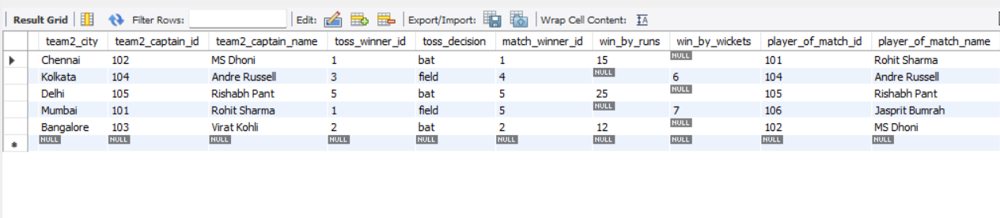 Result Grid Filter Rows: Edit: Export/Import: Wrap Cell Content: IA
team2_city team2_captain_id team2_captain_name toss_winner_id toss_decision match_winner_id win_by_runs win_by_wickets player_of_match_id player_of_match_name
Chennai 102 MS Dhoni 1 bat 1 15 NULL 101 Rohit Sharma
Kolkata 104 Andre Russell 3 field 4 NULL 6 104 Andre Russell
Delhi 105 Rishabh Pant 5 bat 5 25 NULL 105 Rishabh Pant
Mumbai 101 Rohit Sharma 1 field 5 NULL 7 106 Jasprit Bumrah
Bangalore 103 Virat Kohli 2 bat 2 12 NULL 102 MS Dhoni
NULL NULL NULL NULL NULL NULL NULL NULL NULL NULL